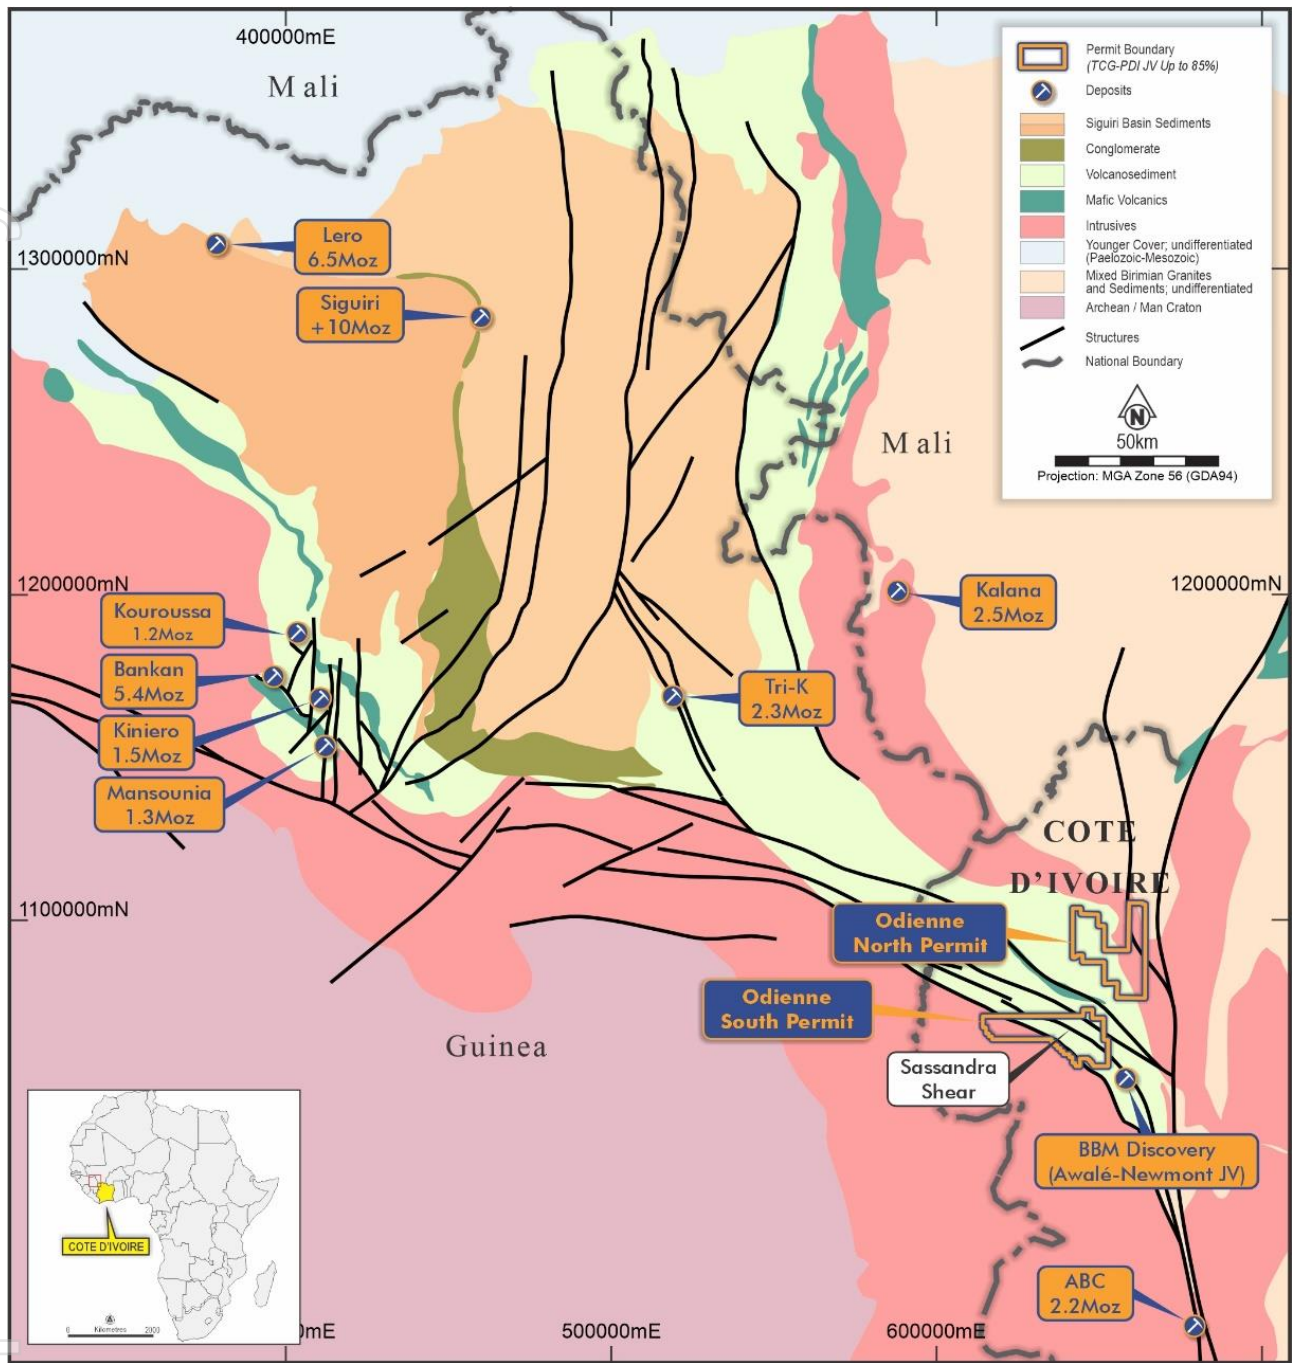 400000mE
Mali
Permit Boundary
(TCG-PDI JV Up to 85%)
Deposits
Siguiri Basin Sediments
Conglomerate
Volcanosediment
Mafic Volcanics
Intrusives
Younger Cover; undifferentiated
(Paelozoic-Mesozoic)
Mixed Birimian Granites
and Sediments; undifferentiated
Archean / Man Craton
Structures
National Boundary
N
50km
Projection: MGA Zone 56 (GDA94)
Lero
6.5Moz
1300000mN
Siguiri
+10Moz
Mali
1200000mN
1200000mN
Kalana
2.5Moz
Kouroussa
1.2Moz
Bankan
5.4Moz
Tri-K
2.3Moz
Kiniero
1.5Moz
Mansounia
1.3Moz
COTE
D'IVOIRE
1100000mN
Odienne
North Permit
Odienne
South Permit
Guinea
Sassandra
Shear
BBM Discovery
(Awalé-Newmont JV)
COTE D'IVOIRE
ABC
2.2Moz
0 Kilometres 2000
mE
500000mE
600000mE